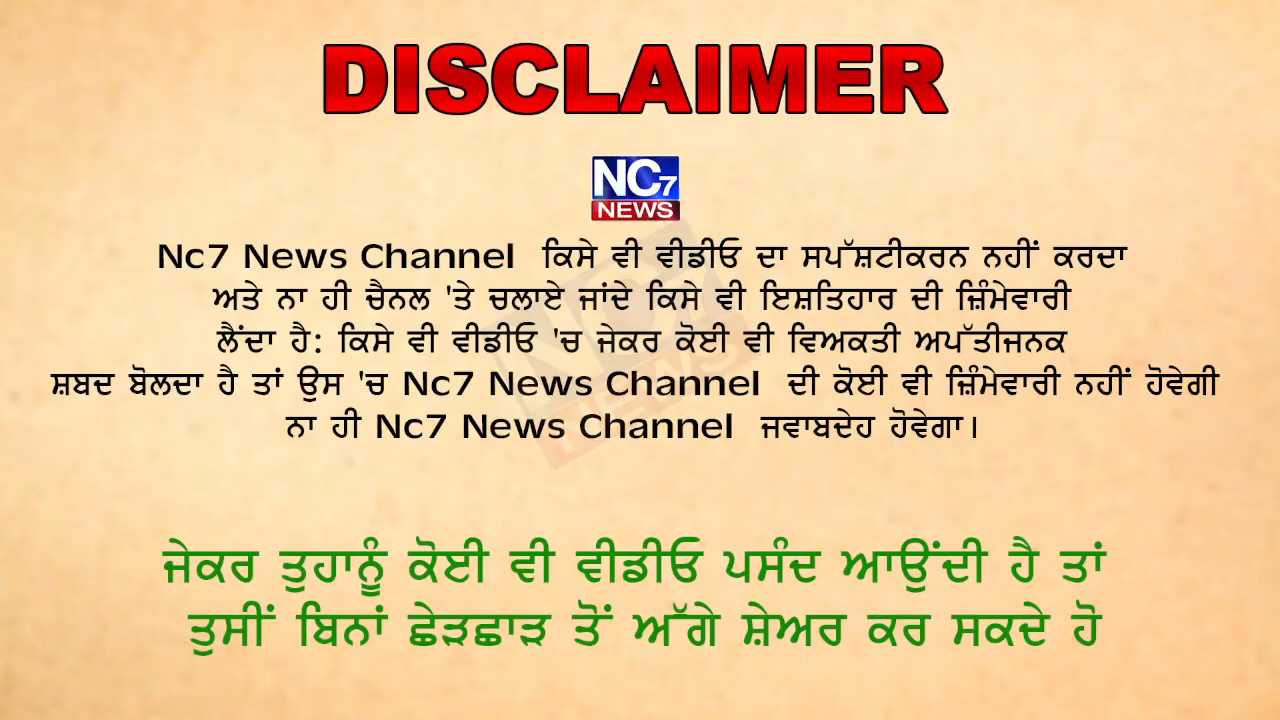 DISCLAIMER
NC7
NEWS
Nc7 News Channel ਕਿਸੇ ਵੀ ਵੀਡੀਓ ਦਾ ਸਪੱਸ਼ਟੀਕਰਨ ਨਹੀਂ ਕਰਦਾ
ਅਤੇ ਨਾ ਹੀ ਚੈਨਲ 'ਤੇ ਚਲਾਏ ਜਾਂਦੇ ਕਿਸੇ ਵੀ ਇਸ਼ਤਿਹਾਰ ਦੀ ਜ਼ਿੰਮੇਵਾਰੀ
ਲੈਂਦਾ ਹੈ: ਕਿਸੇ ਵੀ ਵੀਡੀਓ 'ਚ ਜੇਕਰ ਕੋਈ ਵੀ ਵਿਅਕਤੀ ਅਪੱਤੀਜਨਕ
ਸ਼ਬਦ ਬੋਲਦਾ ਹੈ ਤਾਂ ਉਸ 'ਚ Nc7 News Channel ਦੀ ਕੋਈ ਵੀ ਜ਼ਿੰਮੇਵਾਰੀ ਨਹੀਂ ਹੋਵੇਗੀ
ਨਾ ਹੀ Nc7 News Channel ਜਵਾਬਦੇਹ ਹੋਵੇਗਾ।
ਜੇਕਰ ਤੁਹਾਨੂੰ ਕੋਈ ਵੀ ਵੀਡੀਓ ਪਸੰਦ ਆਉਂਦੀ ਹੈ ਤਾਂ
ਤੁਸੀਂ ਬਿਨਾਂ ਛੇੜਛਾੜ ਤੋਂ ਅੱਗੇ ਸ਼ੇਅਰ ਕਰ ਸਕਦੇ ਹੋ